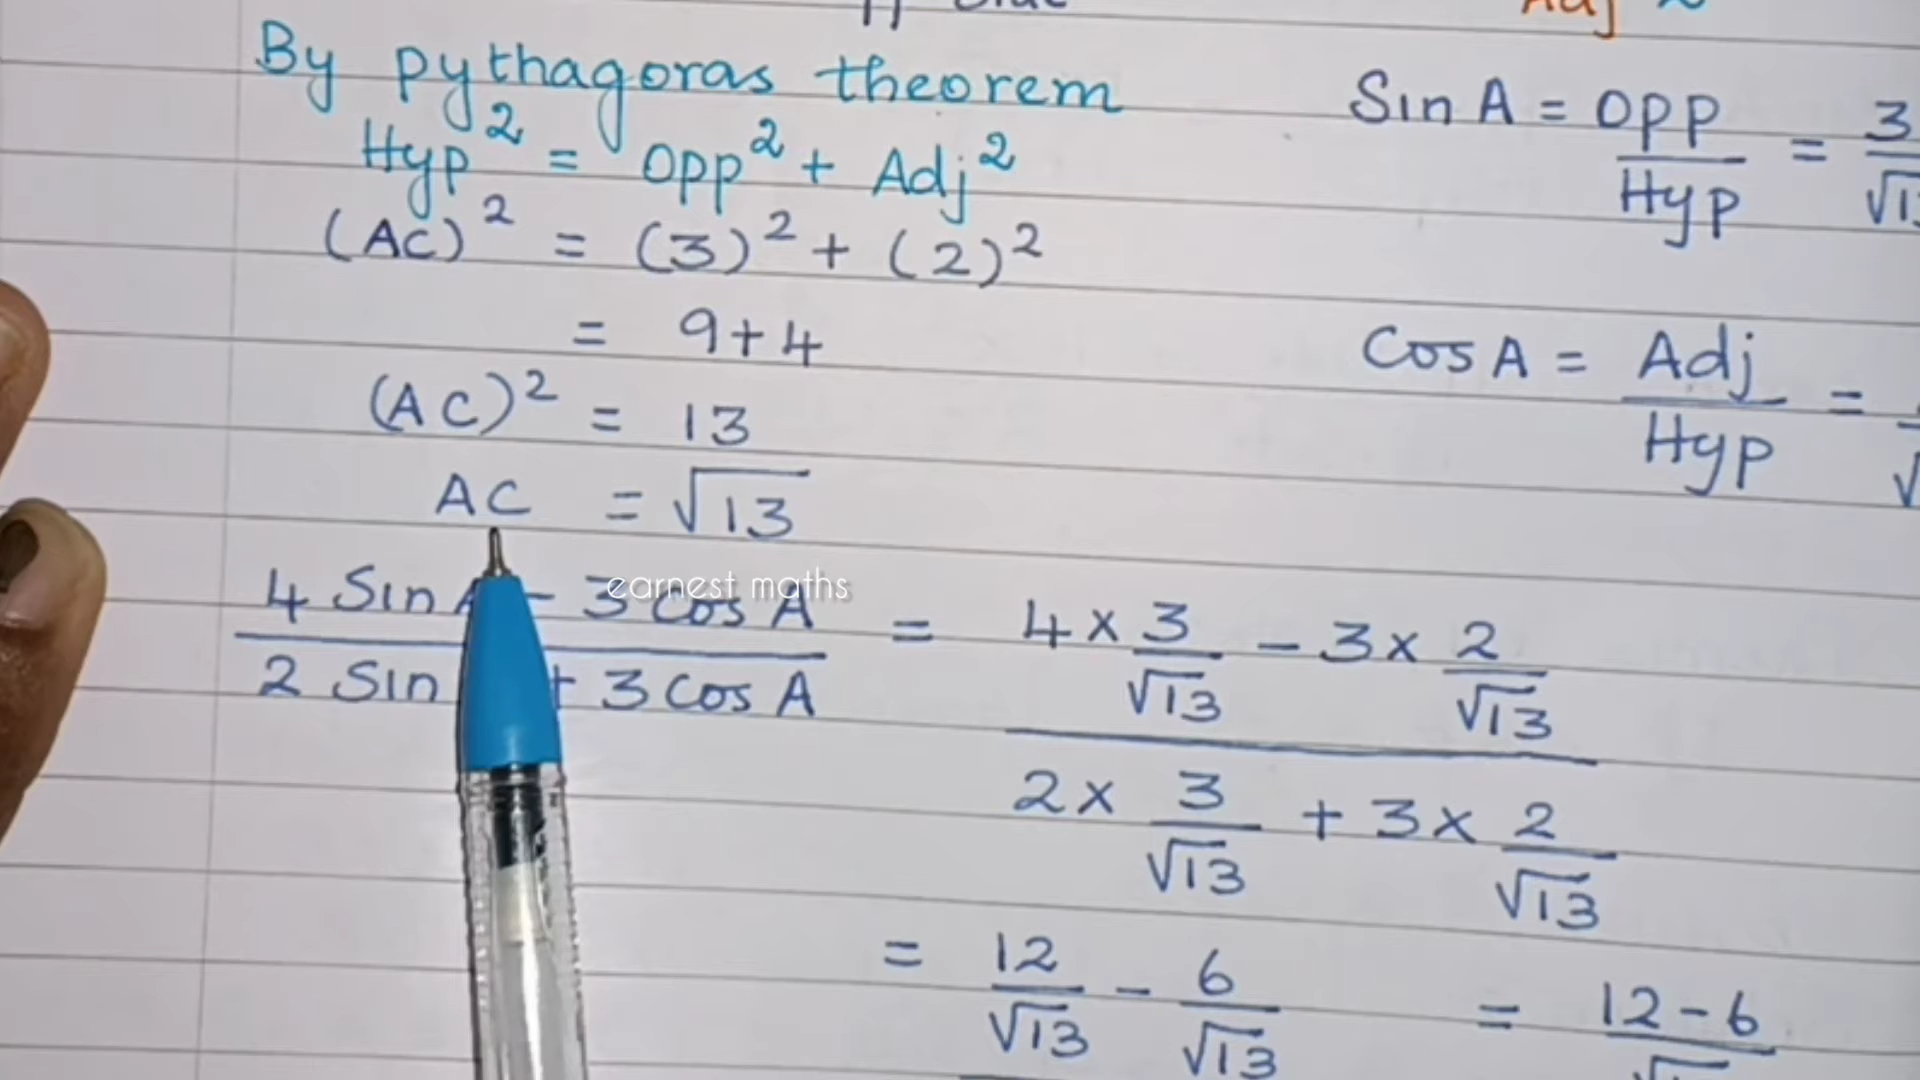 By pythagoras theorem
Hyp² = Opp² + Adj²
(AC)² = (3)² + (2)²
= 9+4
(AC)² = 13
AC = √13
Adj
Sin A = Opp/Hyp = 3/
Cos A = Adj/Hyp =
earnest maths
4 Sin A - 3 cos A / 2 Sin + 3 cos A = 4 × 3/√13 - 3 × 2/√13 / 2 × 3/√13 + 3 × 2/√13
= 12/√13 - 6/√13 = 12-6